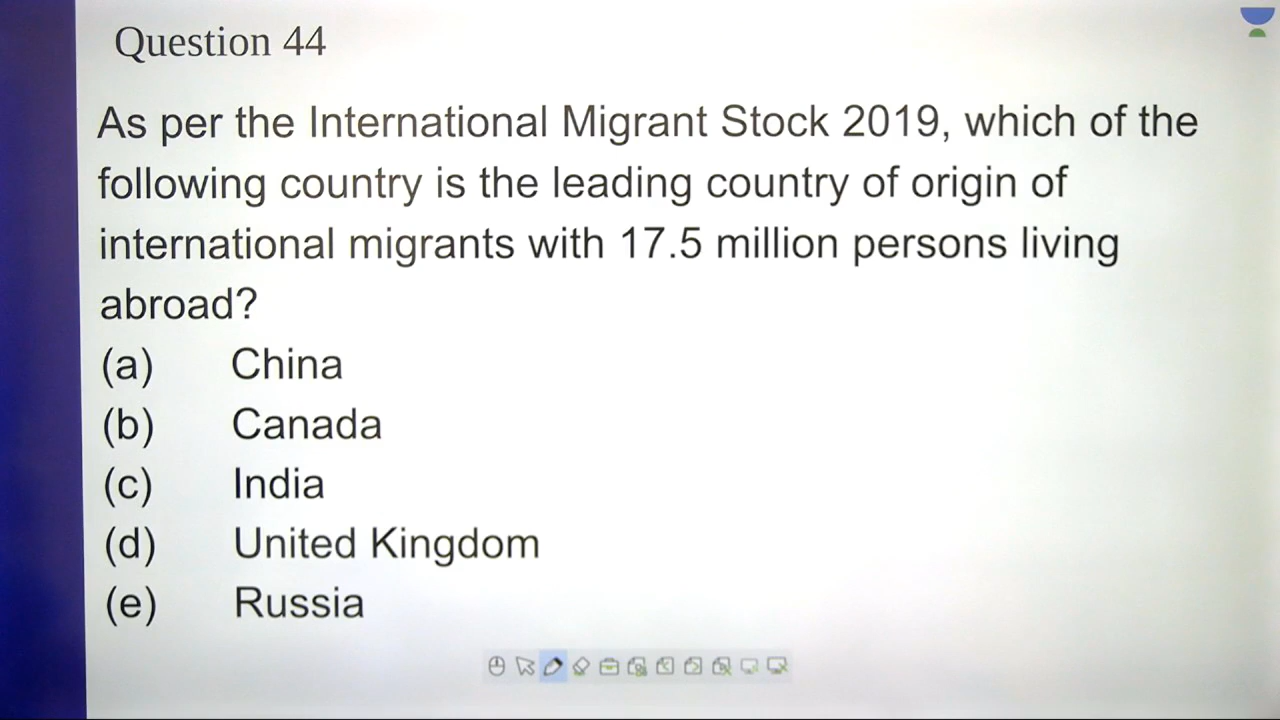 Question 44
As per the International Migrant Stock 2019, which of the
following country is the leading country of origin of
international migrants with 17.5 million persons living
abroad?
(a) China
(b) Canada
(c) India
(d) United Kingdom
(e) Russia